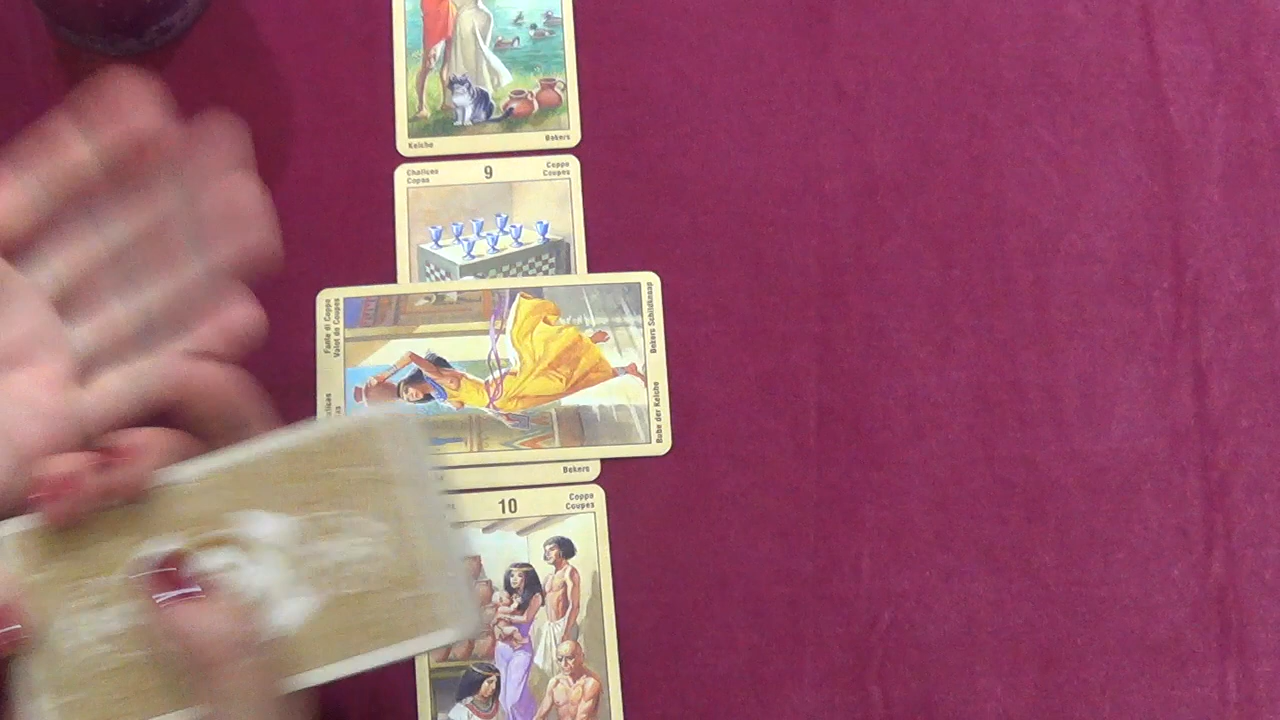 Kelche Bekers
Chalices 9 Coppe
Copas Coupes
Fante di Coppe
Valet de Coupes
Bekers Schildknaap
Bube der Kelche
Bekers
10 Coppe
Coupes